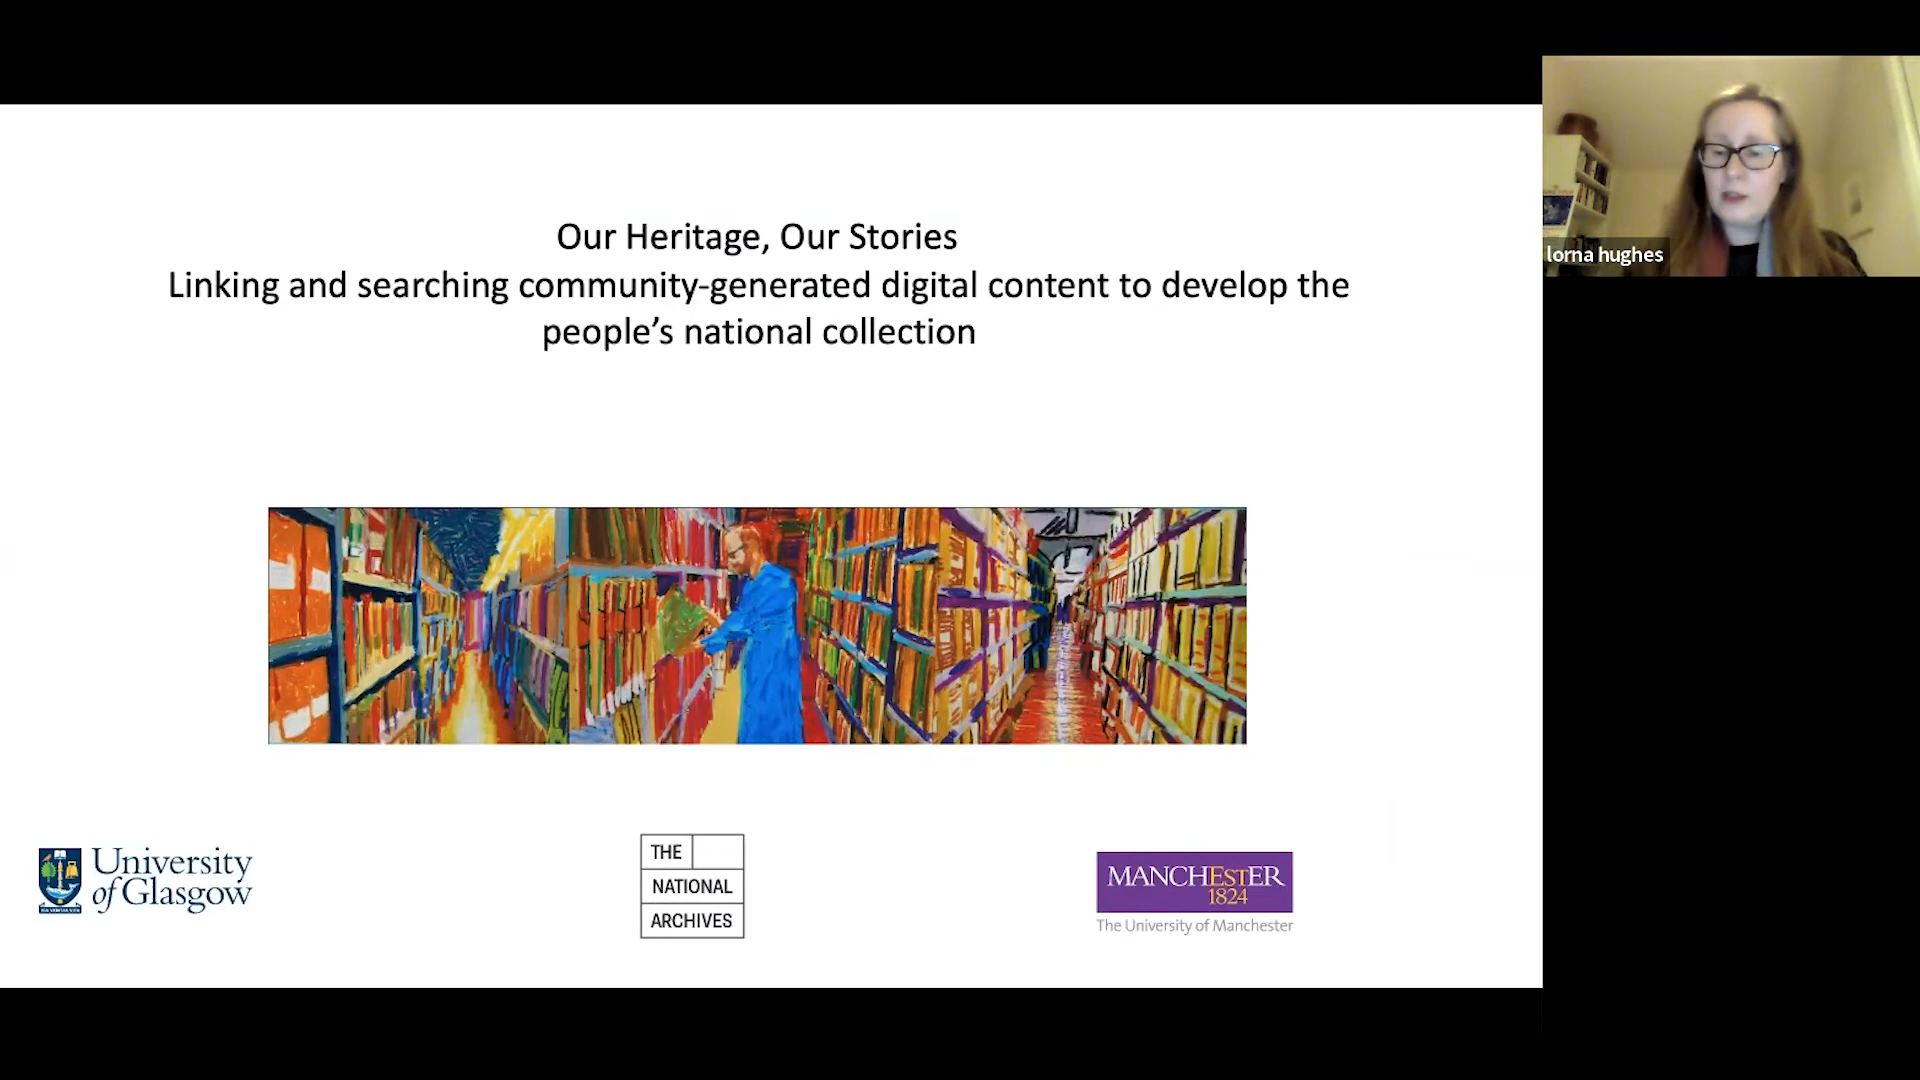 Our Heritage, Our Stories
Linking and searching community-generated digital content to develop the
people's national collection
lorna hughes
University
of Glasgow
THE
NATIONAL
ARCHIVES
MANCHESTER
1824
The University of Manchester